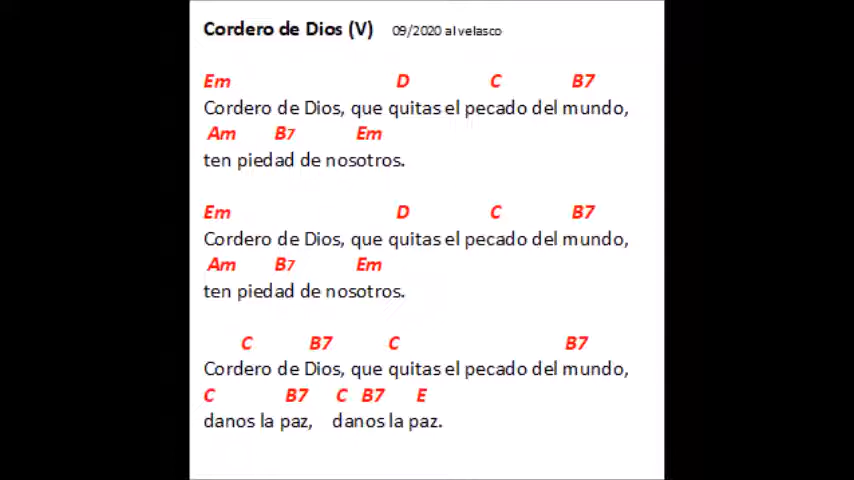 Cordero de Dios (V) 09/2020 al velasco
Em D C B7
Cordero de Dios, que quitas el pecado del mundo,
Am B7 Em
ten piedad de nosotros.
Em D C B7
Cordero de Dios, que quitas el pecado del mundo,
Am B7 Em
ten piedad de nosotros.
C B7 C B7
Cordero de Dios, que quitas el pecado del mundo,
C B7 C B7 E
danos la paz, danos la paz.